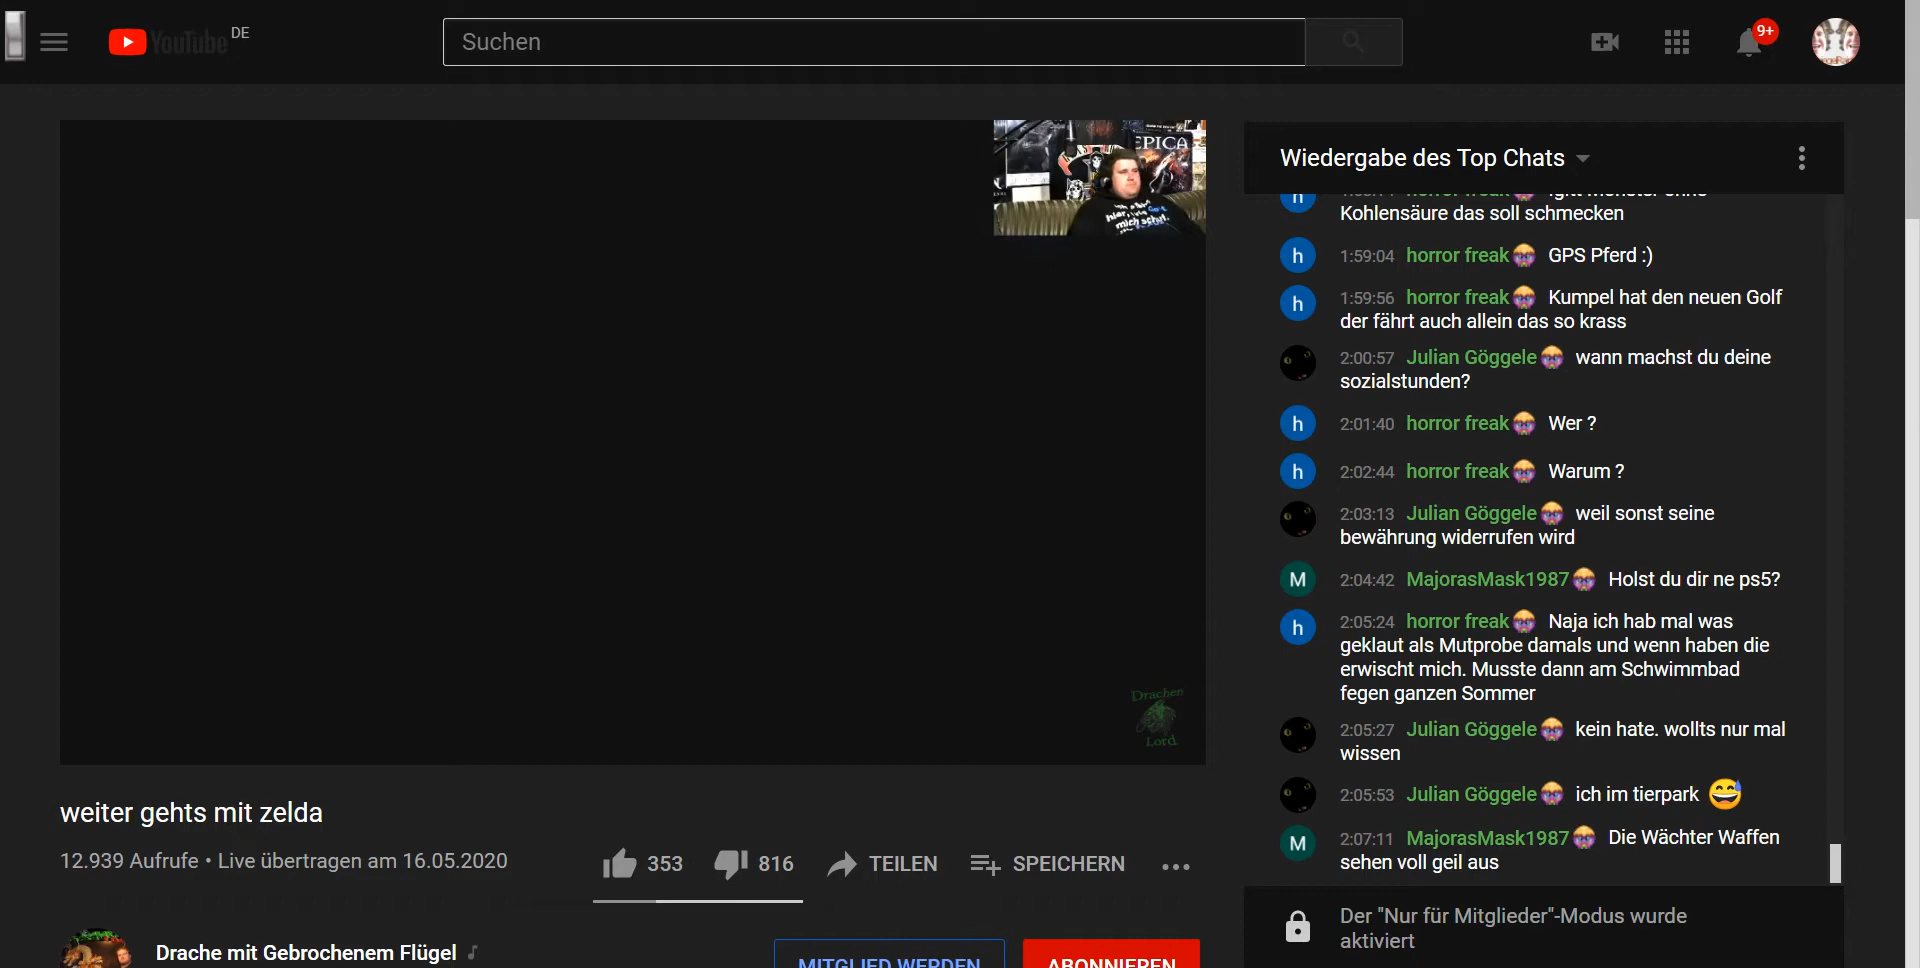 YouTube DE
Suchen
9+
EPICA
Drachen
Lord
weiter gehts mit zelda
12.939 Aufrufe • Live übertragen am 16.05.2020
353
816
TEILEN
SPEICHERN
Drache mit Gebrochenem Flügel
MITGLIED WERDEN
ABONNIEREN
Wiedergabe des Top Chats
Kohlensäure das soll schmecken
h 1:59:04 horror freak GPS Pferd :)
h 1:59:56 horror freak Kumpel hat den neuen Golf
der fährt auch allein das so krass
2:00:57 Julian Göggele wann machst du deine
sozialstunden?
h 2:01:40 horror freak Wer ?
h 2:02:44 horror freak Warum ?
2:03:13 Julian Göggele weil sonst seine
bewährung widerrufen wird
M 2:04:42 MajorasMask1987 Holst du dir ne ps5?
h 2:05:24 horror freak Naja ich hab mal was
geklaut als Mutprobe damals und wenn haben die
erwischt mich. Musste dann am Schwimmbad
fegen ganzen Sommer
2:05:27 Julian Göggele kein hate. wollts nur mal
wissen
2:05:53 Julian Göggele ich im tierpark 😅
M 2:07:11 MajorasMask1987 Die Wächter Waffen
sehen voll geil aus
Der "Nur für Mitglieder"-Modus wurde
aktiviert